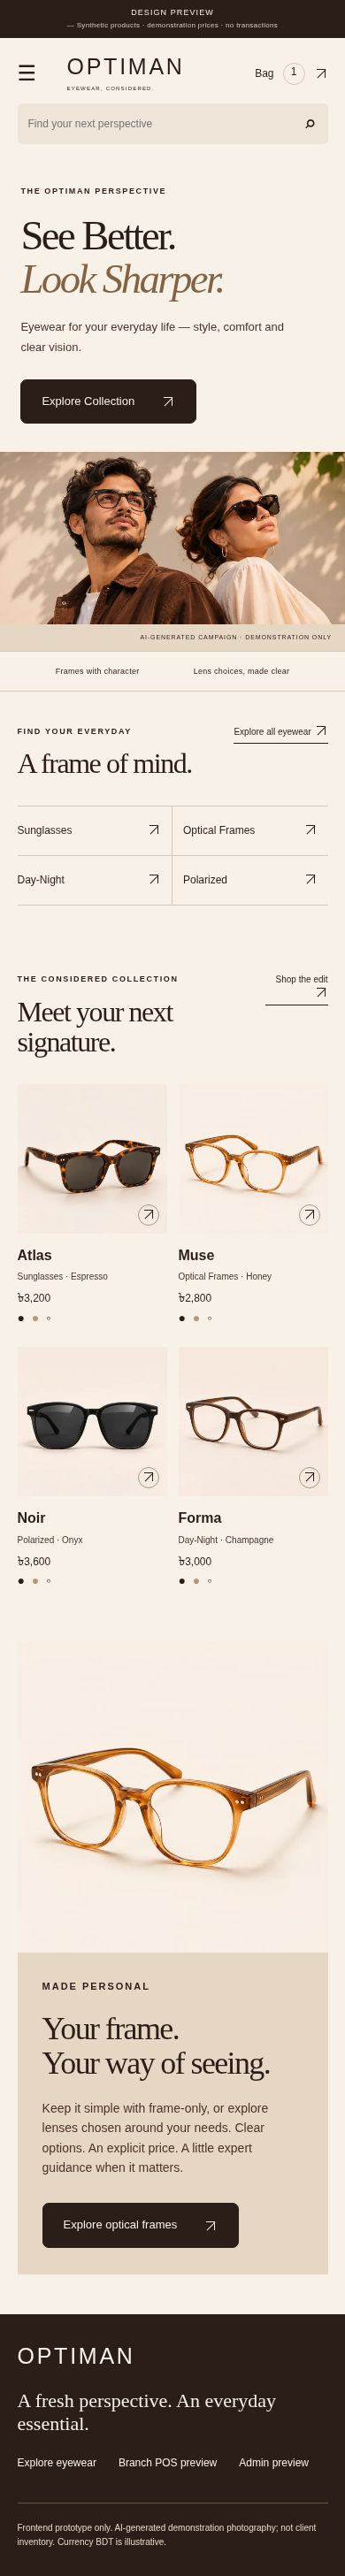 DESIGN PREVIEW
— Synthetic products · demonstration prices · no transactions
OPTIMAN
EYEWEAR, CONSIDERED.
Bag 1
Find your next perspective
THE OPTIMAN PERSPECTIVE
See Better.
Look Sharper.
Eyewear for your everyday life — style, comfort and
clear vision.
Explore Collection
AI-GENERATED CAMPAIGN · DEMONSTRATION ONLY
Frames with character
Lens choices, made clear
FIND YOUR EVERYDAY
Explore all eyewear
A frame of mind.
Sunglasses
Optical Frames
Day-Night
Polarized
THE CONSIDERED COLLECTION
Shop the edit
Meet your next
signature.
Atlas
Sunglasses · Espresso
৳3,200
Muse
Optical Frames · Honey
৳2,800
Noir
Polarized · Onyx
৳3,600
Forma
Day-Night · Champagne
৳3,000
MADE PERSONAL
Your frame.
Your way of seeing.
Keep it simple with frame-only, or explore
lenses chosen around your needs. Clear
options. An explicit price. A little expert
guidance when it matters.
Explore optical frames
OPTIMAN
A fresh perspective. An everyday
essential.
Explore eyewear
Branch POS preview
Admin preview
Frontend prototype only. AI-generated demonstration photography; not client
inventory. Currency BDT is illustrative.